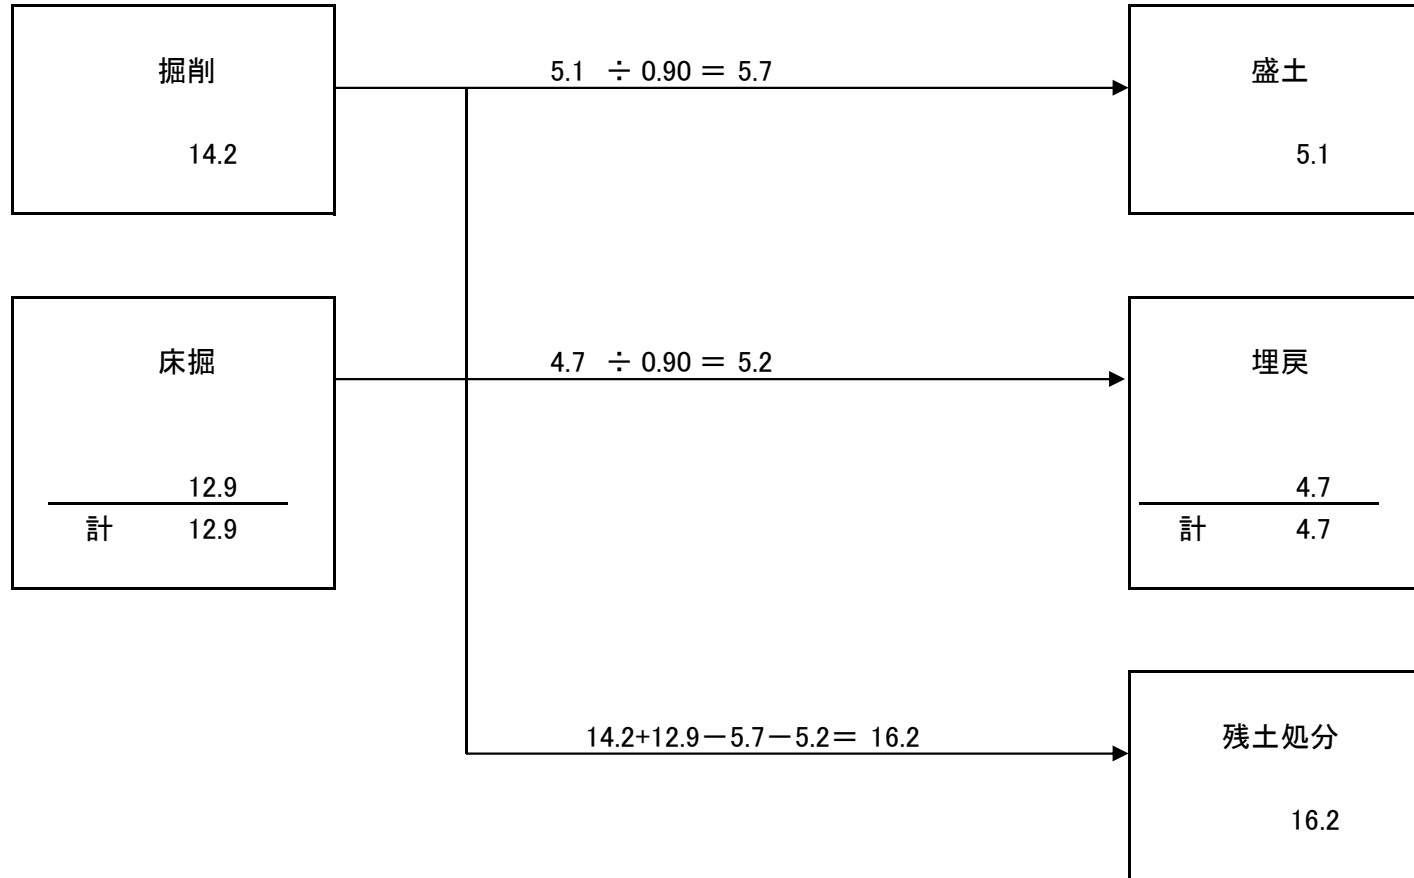 掘削
14.2
5.1 ÷ 0.90 = 5.7
盛土
5.1
床掘
12.9
計 12.9
4.7 ÷ 0.90 = 5.2
埋戻
4.7
計 4.7
14.2+12.9-5.7-5.2= 16.2
残土処分
16.2